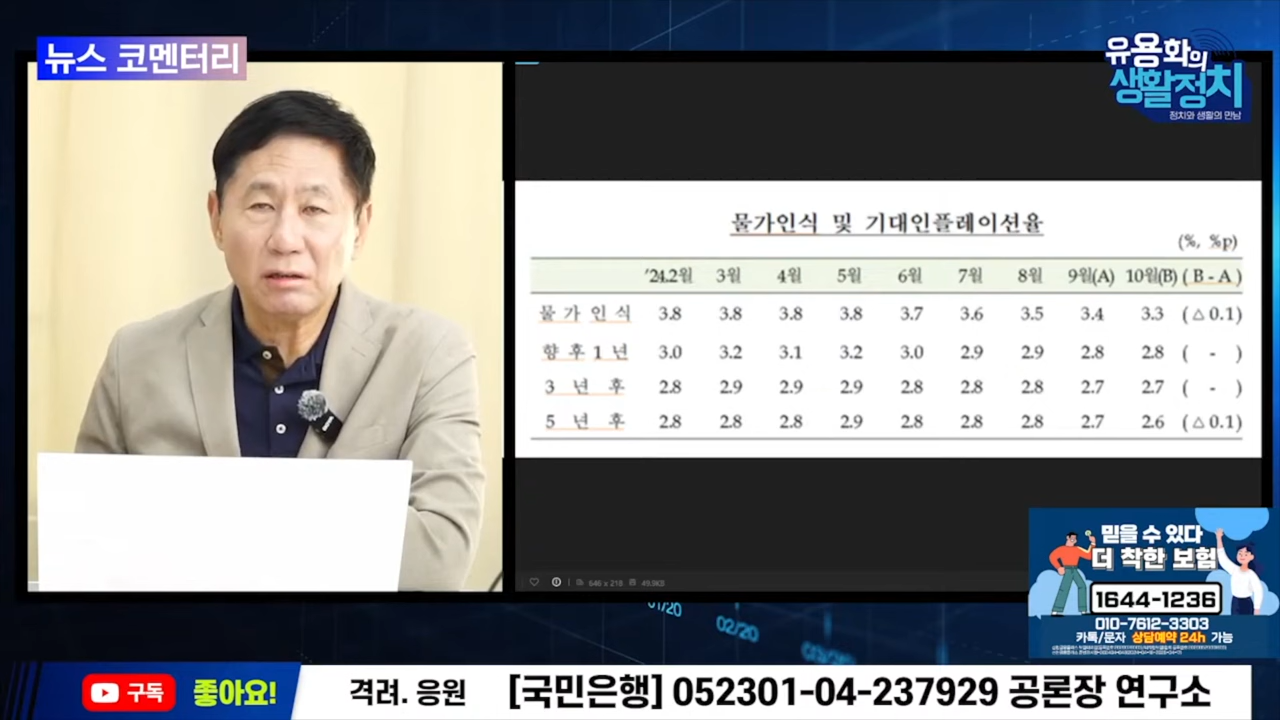 뉴스 코멘터리
유용화의
생활정치
정치와 생활의 만남
물가인식 및 기대인플레이션율
(%, %p)
'24.2월 3월 4월 5월 6월 7월 8월 9월(A) 10월(B) ( B - A )
물 가 인 식 3.8 3.8 3.8 3.8 3.7 3.6 3.5 3.4 3.3 (△0.1)
향 후 1 년 3.0 3.2 3.1 3.2 3.0 2.9 2.9 2.8 2.8 ( - )
3 년 후 2.8 2.9 2.9 2.9 2.8 2.8 2.8 2.7 2.7 ( - )
5 년 후 2.8 2.8 2.8 2.9 2.8 2.8 2.8 2.7 2.6 (△0.1)
646 x 218 49.9KB
01/20
02/20
믿을 수 있다
더 착한 보험
1644-1236
010-7612-3303
카톡/문자 상담예약 24h 가능
구독 좋아요! 격려. 응원 [국민은행] 052301-04-237929 공론장 연구소